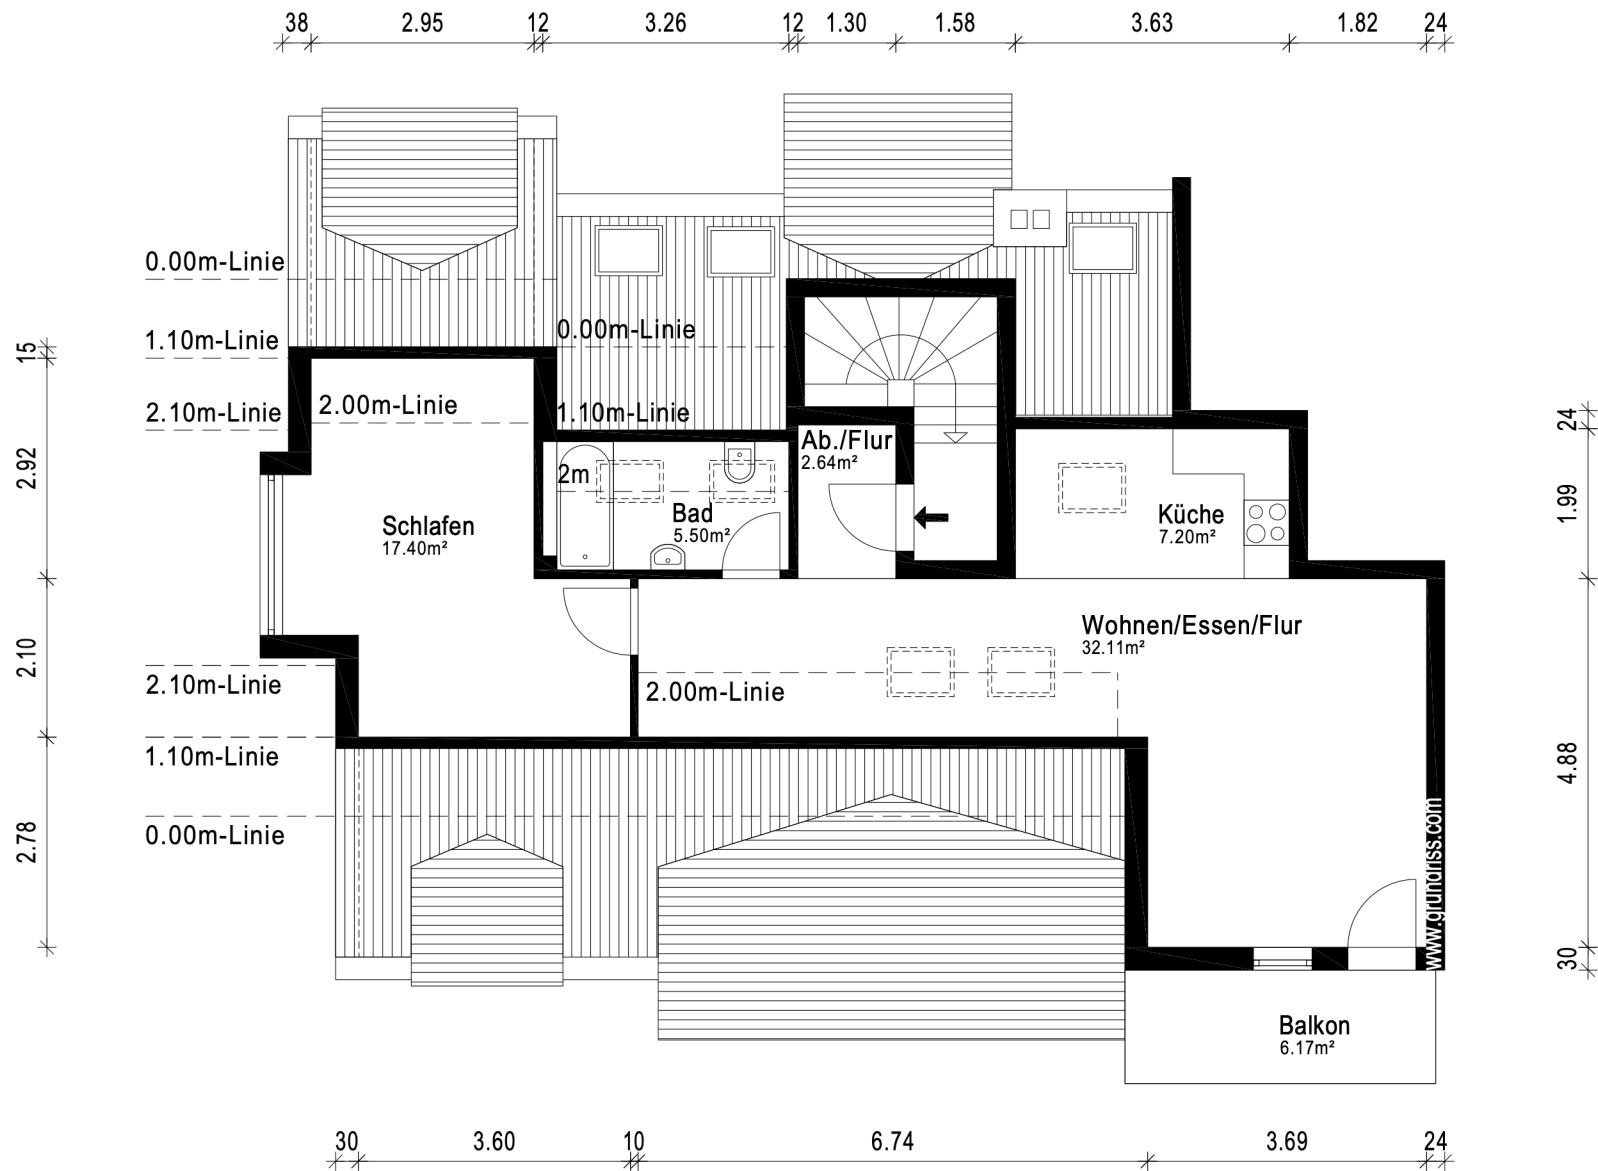 38 2.95 12 3.26 12 1.30 1.58 3.63 1.82 24
0.00m-Linie
1.10m-Linie
2.10m-Linie
0.00m-Linie
2.00m-Linie
1.10m-Linie
15
2.92
2.10
2.78
24
1.99
4.88
30
Ab./Flur
2.64m²
2m
Bad
5.50m²
Schlafen
17.40m²
Küche
7.20m²
Wohnen/Essen/Flur
32.11m²
2.00m-Linie
2.10m-Linie
1.10m-Linie
0.00m-Linie
www.grundriss.com
Balkon
6.17m²
30 3.60 10 6.74 3.69 24